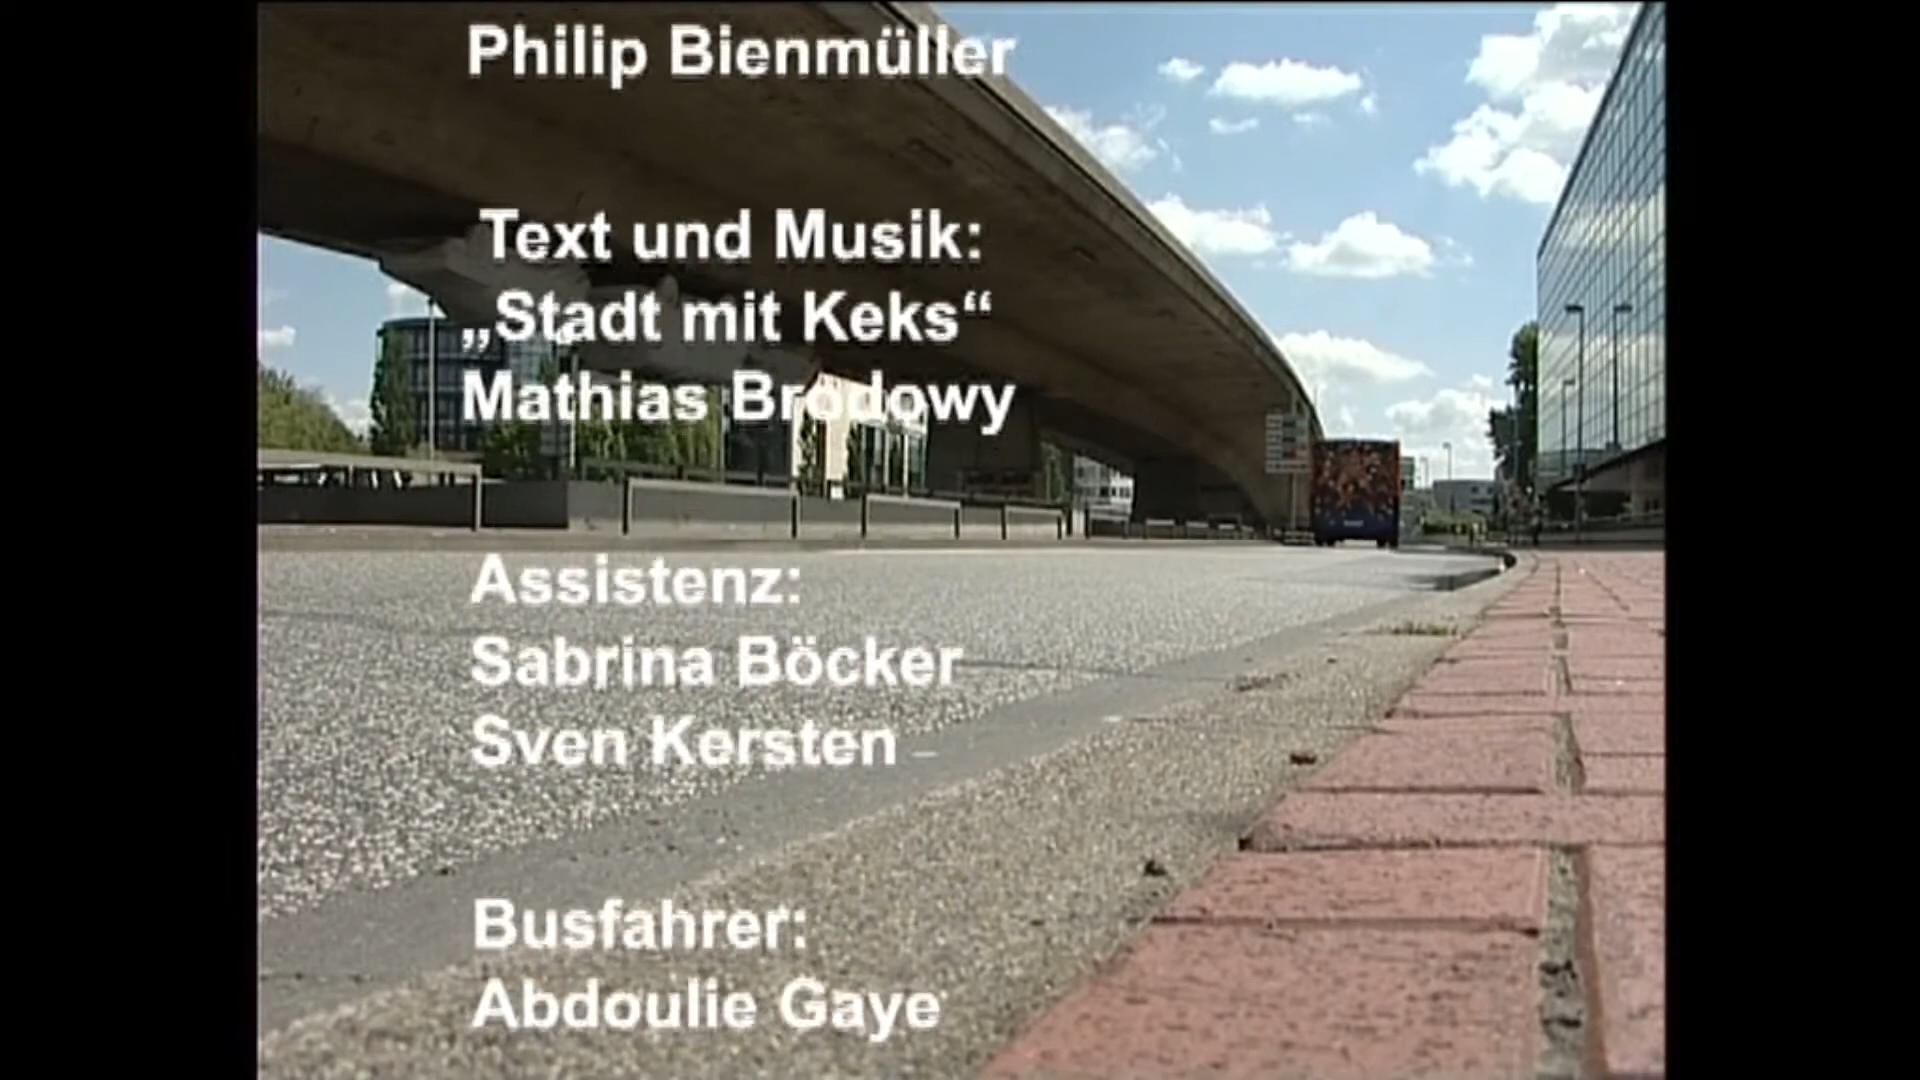 Philip Bienmüller
Text und Musik:
„Stadt mit Keks“
Mathias Brodowy
Assistenz:
Sabrina Böcker
Sven Kersten
Busfahrer:
Abdoulie Gaye